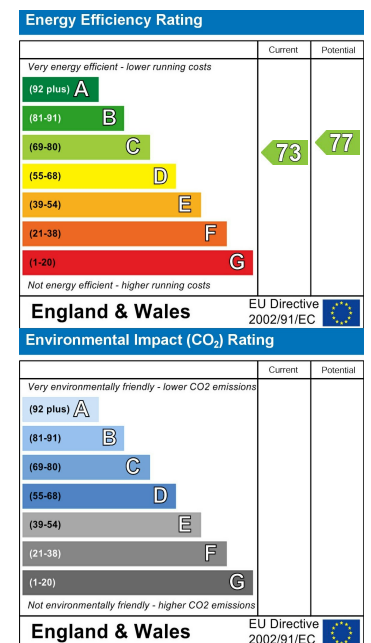 Energy Efficiency Rating
Current Potential
Very energy efficient - lower running costs
(92 plus) A
(81-91) B
(69-80) C 73 77
(55-68) D
(39-54) E
(21-38) F
(1-20) G
Not energy efficient - higher running costs
England & Wales EU Directive 2002/91/EC
Environmental Impact (CO₂) Rating
Current Potential
Very environmentally friendly - lower CO2 emissions
(92 plus) A
(81-91) B
(69-80) C
(55-68) D
(39-54) E
(21-38) F
(1-20) G
Not environmentally friendly - higher CO2 emissions
England & Wales EU Directive 2002/91/EC